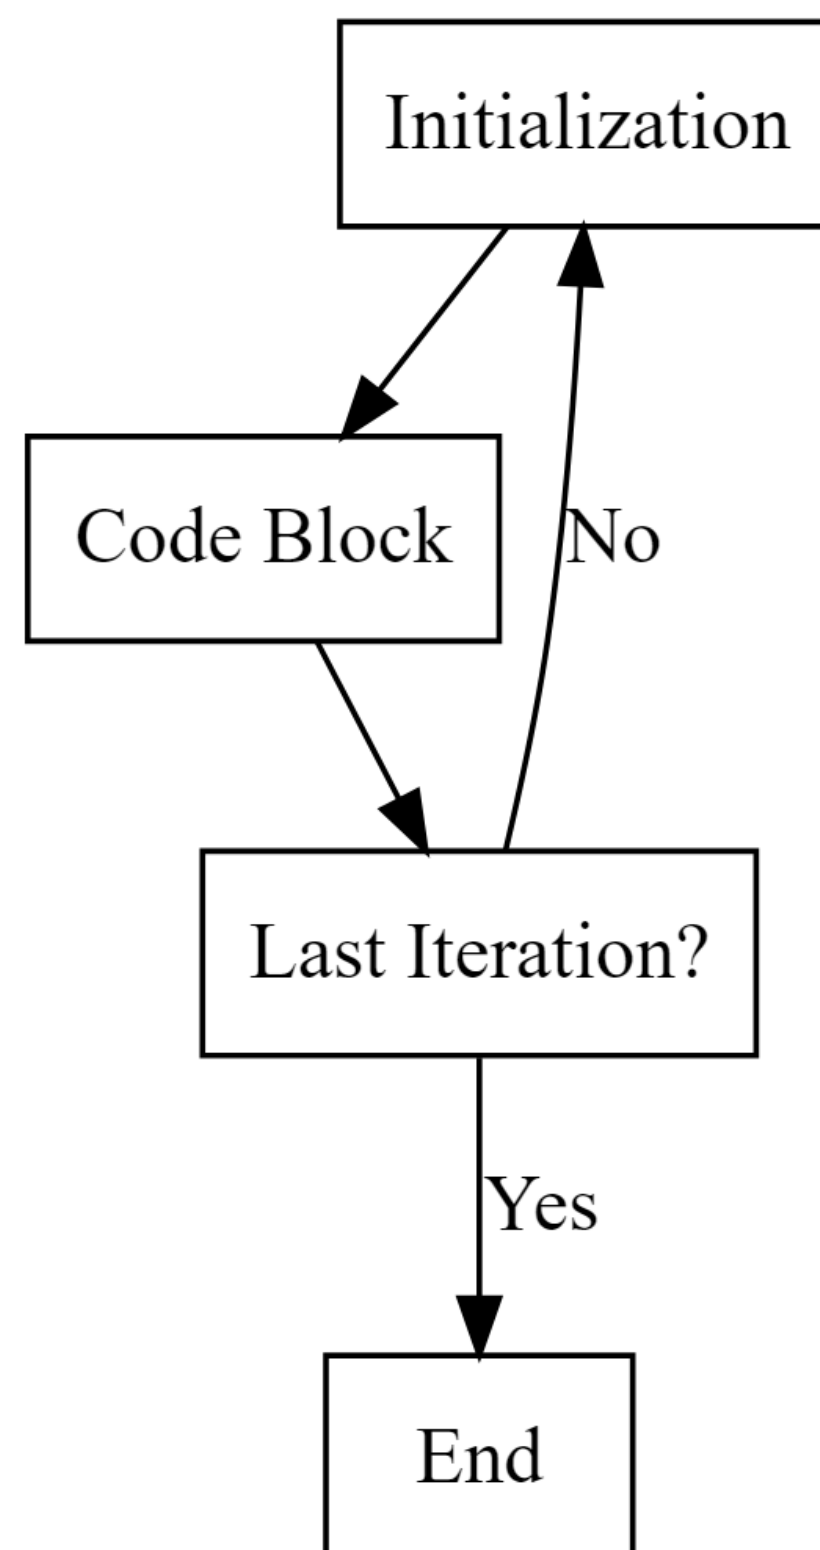 Initialization
Code Block
No
Last Iteration?
Yes
End